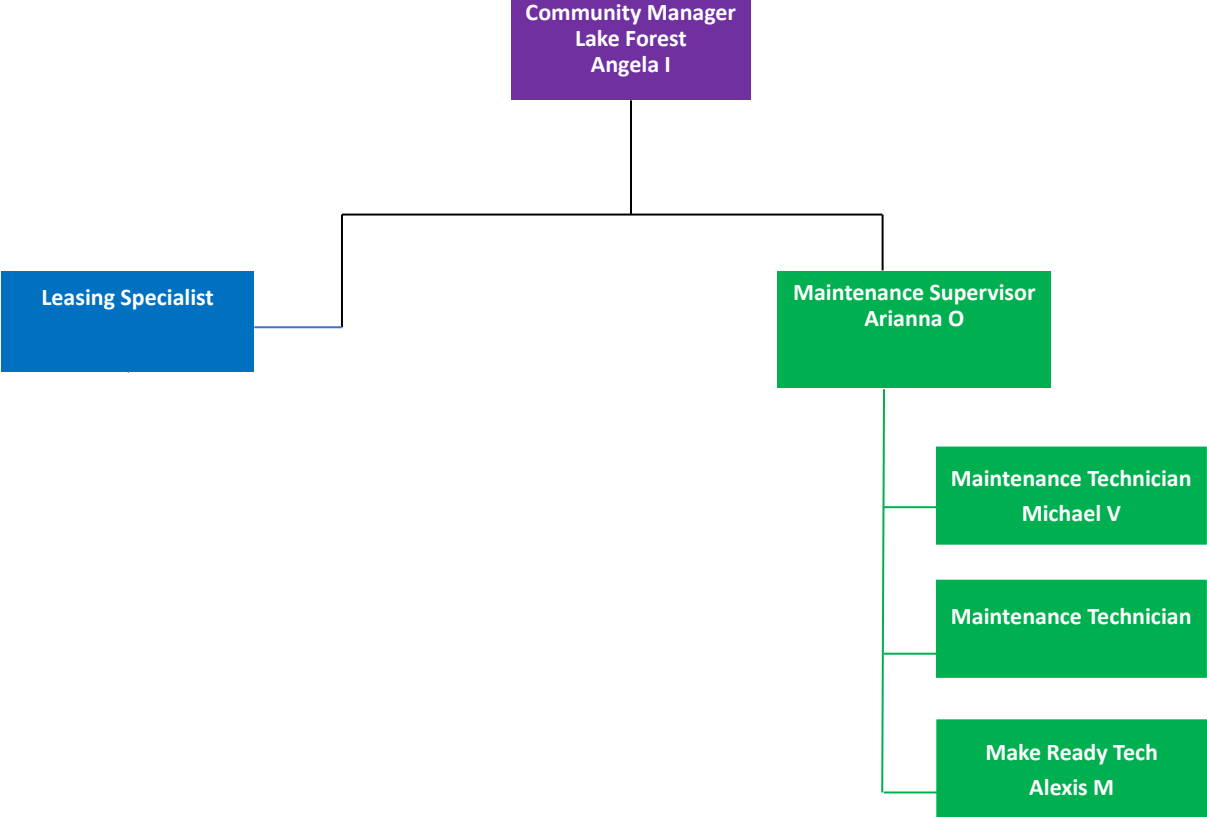 Community Manager
Lake Forest
Angela I
Leasing Specialist
Maintenance Supervisor
Arianna O
Maintenance Technician
Michael V
Maintenance Technician
Make Ready Tech
Alexis M